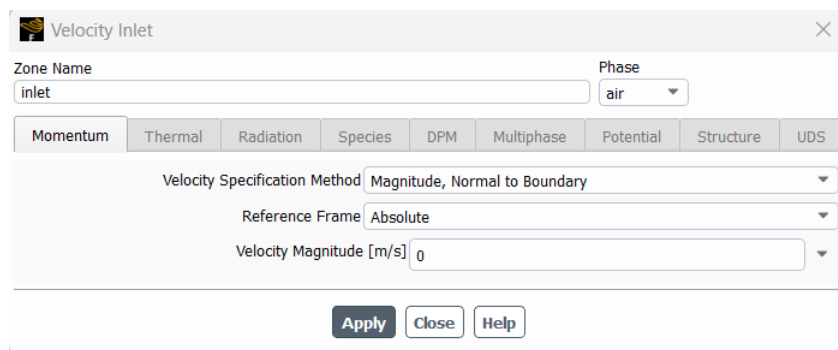 Velocity Inlet
Zone Name
Phase
inlet
air
Momentum Thermal Radiation Species DPM Multiphase Potential Structure UDS
Velocity Specification Method Magnitude, Normal to Boundary
Reference Frame Absolute
Velocity Magnitude [m/s] 0
Apply Close Help